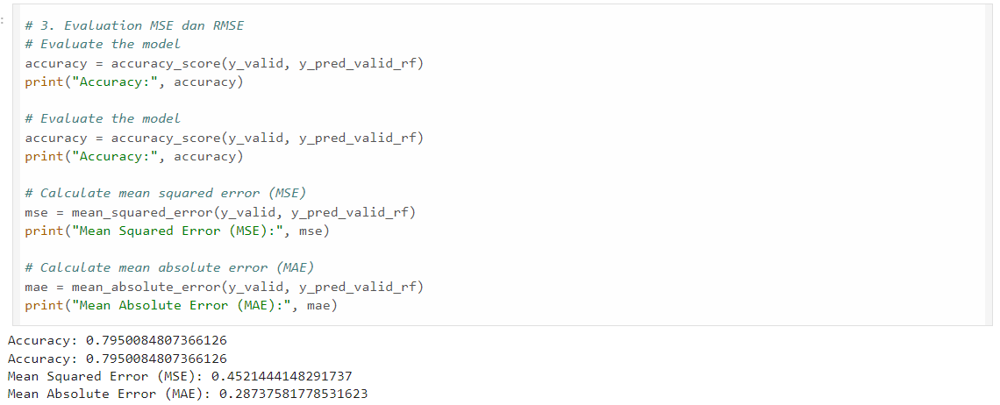 :
# 3. Evaluation MSE dan RMSE
# Evaluate the model
accuracy = accuracy_score(y_valid, y_pred_valid_rf)
print("Accuracy:", accuracy)
# Evaluate the model
accuracy = accuracy_score(y_valid, y_pred_valid_rf)
print("Accuracy:", accuracy)
# Calculate mean squared error (MSE)
mse = mean_squared_error(y_valid, y_pred_valid_rf)
print("Mean Squared Error (MSE):", mse)
# Calculate mean absolute error (MAE)
mae = mean_absolute_error(y_valid, y_pred_valid_rf)
print("Mean Absolute Error (MAE):", mae)
Accuracy: 0.7950084807366126
Accuracy: 0.7950084807366126
Mean Squared Error (MSE): 0.4521444148291737
Mean Absolute Error (MAE): 0.28737581778531623